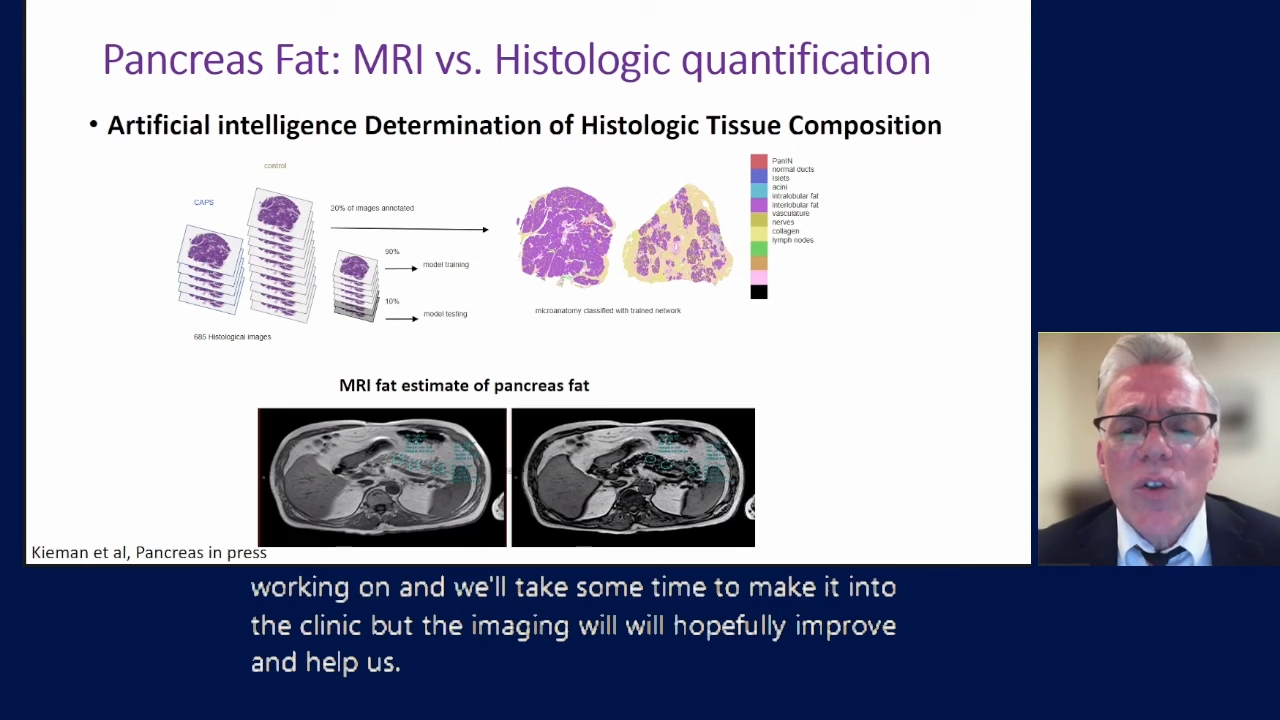 Pancreas Fat: MRI vs. Histologic quantification
• Artificial intelligence Determination of Histologic Tissue Composition
control
CAPS
20% of images annotated
90%
model training
10%
model testing
685 Histological images
microanatomy classified with trained network
PanIN
normal ducts
islets
acini
intralobular fat
interlobular fat
vasculature
nerves
collagen
lymph nodes
MRI fat estimate of pancreas fat
Kieman et al, Pancreas in press
working on and we'll take some time to make it into
the clinic but the imaging will will hopefully improve
and help us.